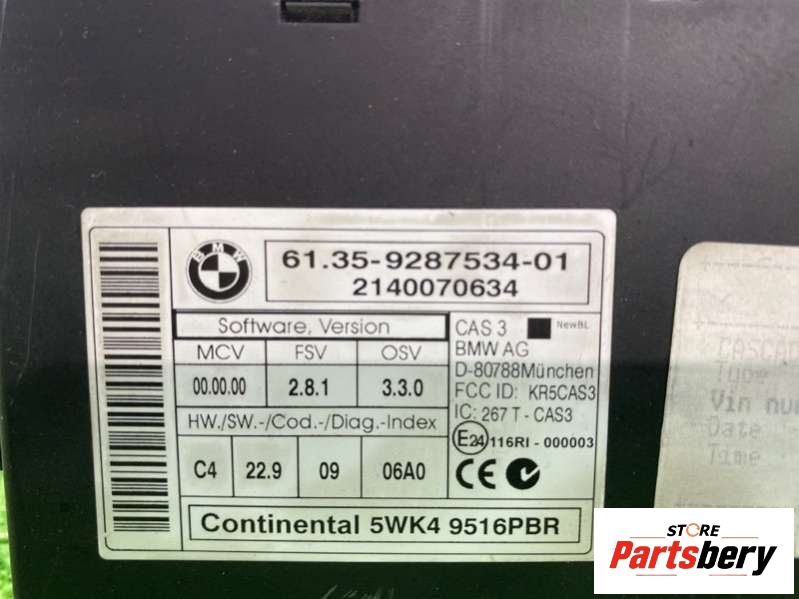 BMW
61.35-9287534-01
2140070634
Software, Version
MCV FSV OSV
00.00.00 2.8.1 3.3.0
HW./SW.-/Cod.-/Diag.-Index
C4 22.9 09 06A0
CAS 3 NewBL
BMW AG
D-80788München
FCC ID: KR5CAS3
IC: 267 T - CAS3
E24 116RI - 000003
CE
Continental 5WK4 9516PBR
CASCAD
Type
Vin nu
Date
Time
STORE
Partsbery